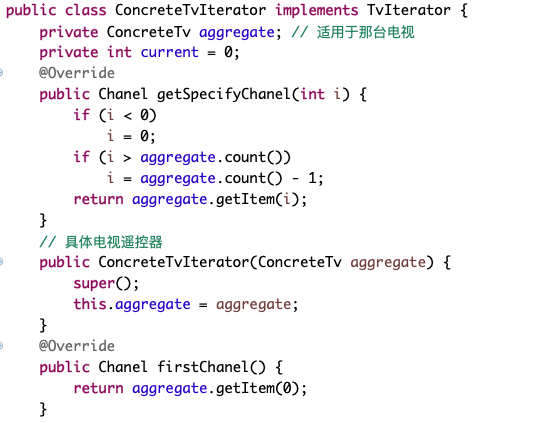 public class ConcreteTvIterator implements TvIterator {
    private ConcreteTv aggregate; // 适用于那台电视
    private int current = 0;
    @Override
    public Chanel getSpecifyChanel(int i) {
        if (i < 0)
            i = 0;
        if (i > aggregate.count())
            i = aggregate.count() - 1;
        return aggregate.getItem(i);
    }
    // 具体电视遥控器
    public ConcreteTvIterator(ConcreteTv aggregate) {
        super();
        this.aggregate = aggregate;
    }
    @Override
    public Chanel firstChanel() {
        return aggregate.getItem(0);
    }